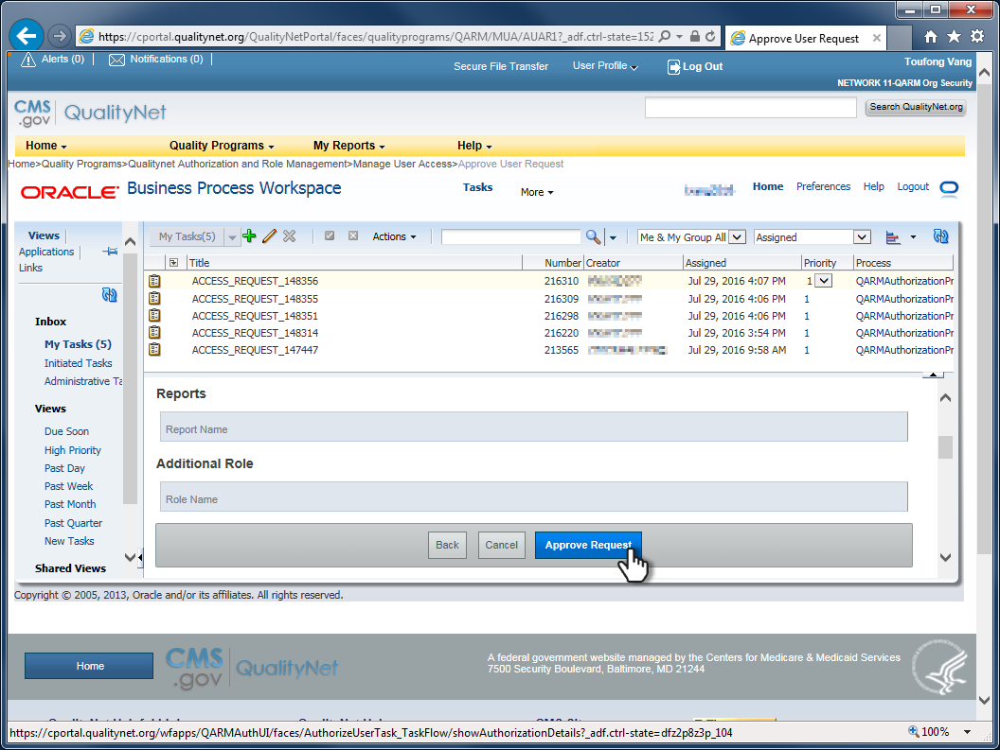 https://cportal.qualitynet.org/QualityNetPortal/faces/qualityprograms/QARM/MUA/AUAR1?_adf.ctrl-state=152
Approve User Request
Alerts (0)
Notifications (0)
Secure File Transfer
User Profile
Log Out
Toufong Vang
NETWORK 11-QARM Org Security
CMS
.gov
QualityNet
Search QualityNet.org
Home
Quality Programs
My Reports
Help
Home>Quality Programs>Qualitynet Authorization and Role Management>Manage User Access>Approve User Request
ORACLE Business Process Workspace
Tasks
More
Home
Preferences
Help
Logout
Views
Applications
Links
Inbox
My Tasks (5)
Initiated Tasks
Administrative Ta
Views
Due Soon
High Priority
Past Day
Past Week
Past Month
Past Quarter
New Tasks
Shared Views
My Tasks(5)
Actions
Me & My Group All
Assigned
Title Number Creator Assigned Priority Process
ACCESS_REQUEST_148356 216310 Jul 29, 2016 4:07 PM 1 QARMAuthorizationPr
ACCESS_REQUEST_148355 216309 Jul 29, 2016 4:06 PM 1 QARMAuthorizationPr
ACCESS_REQUEST_148351 216298 Jul 29, 2016 4:06 PM 1 QARMAuthorizationPr
ACCESS_REQUEST_148314 216220 Jul 29, 2016 3:54 PM 1 QARMAuthorizationPr
ACCESS_REQUEST_147447 213565 Jul 29, 2016 9:58 AM 1 QARMAuthorizationPr
Reports
Report Name
Additional Role
Role Name
Back
Cancel
Approve Request
Copyright © 2005, 2013, Oracle and/or its affiliates. All rights reserved.
Home
CMS
.gov
QualityNet
A federal government website managed by the Centers for Medicare & Medicaid Services
7500 Security Boulevard, Baltimore, MD 21244
https://cportal.qualitynet.org/wfapps/QARMAuthUI/faces/AuthorizeUserTask_TaskFlow/showAuthorizationDetails?_adf.ctrl-state=dfz2p8z3p_104
100%